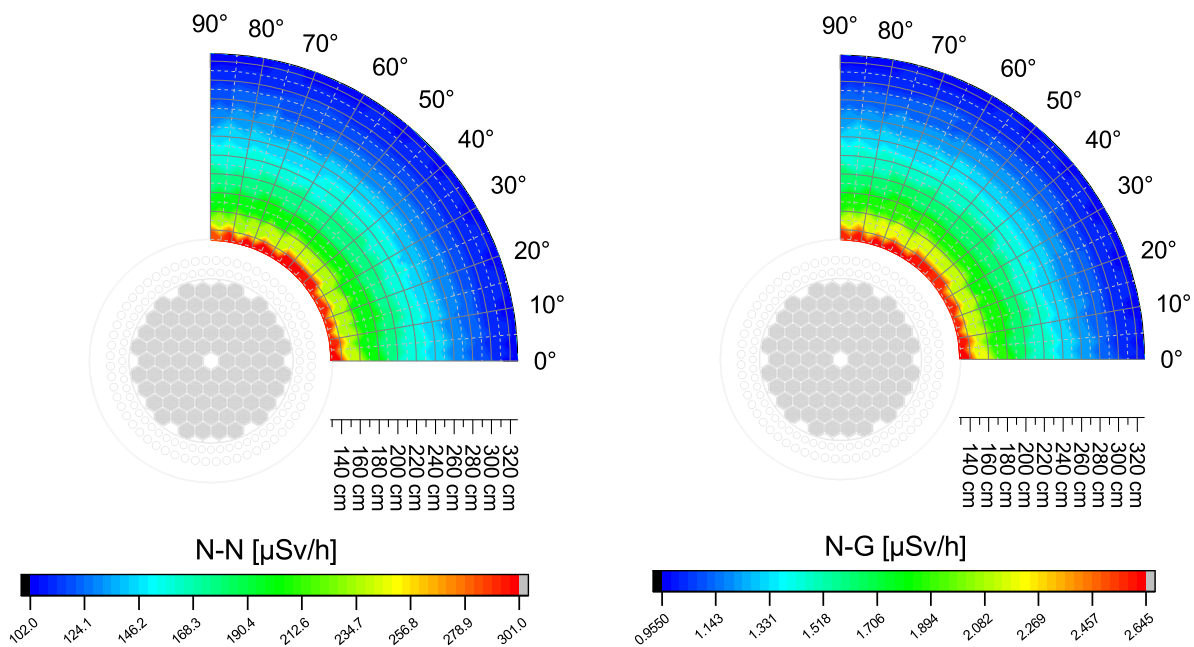 90°
80°
70°
60°
50°
40°
30°
20°
10°
0°
140 cm
160 cm
180 cm
200 cm
220 cm
240 cm
260 cm
280 cm
300 cm
320 cm
N-N [µSv/h]
102.0
124.1
146.2
168.3
190.4
212.6
234.7
256.8
278.9
301.0
90°
80°
70°
60°
50°
40°
30°
20°
10°
0°
140 cm
160 cm
180 cm
200 cm
220 cm
240 cm
260 cm
280 cm
300 cm
320 cm
N-G [µSv/h]
0.9550
1.143
1.331
1.518
1.706
1.894
2.082
2.269
2.457
2.645